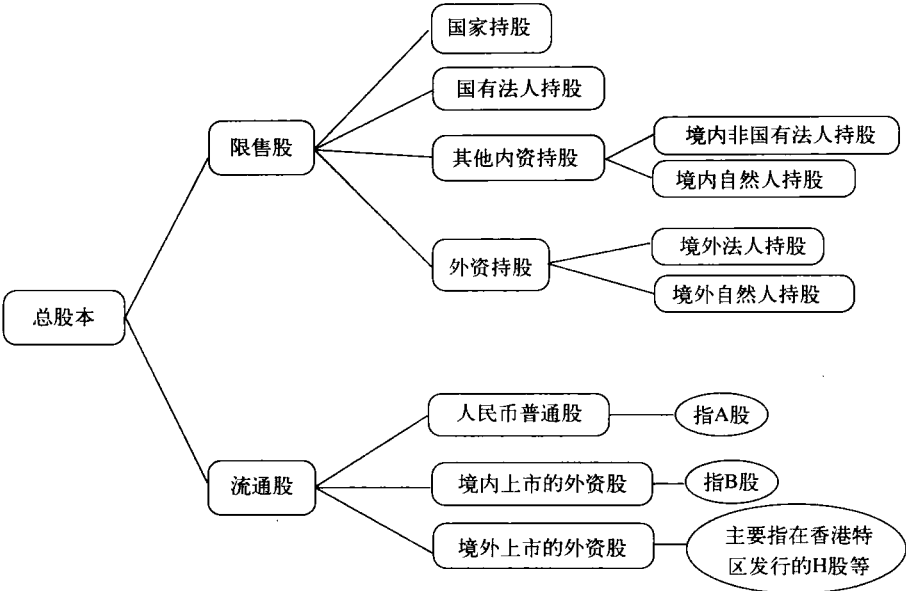 国家持股
国有法人持股
限售股
其他内资持股
境内非国有法人持股
境内自然人持股
外资持股
境外法人持股
境外自然人持股
总股本
人民币普通股
指A股
流通股
境内上市的外资股
指B股
境外上市的外资股
主要指在香港特
区发行的H股等